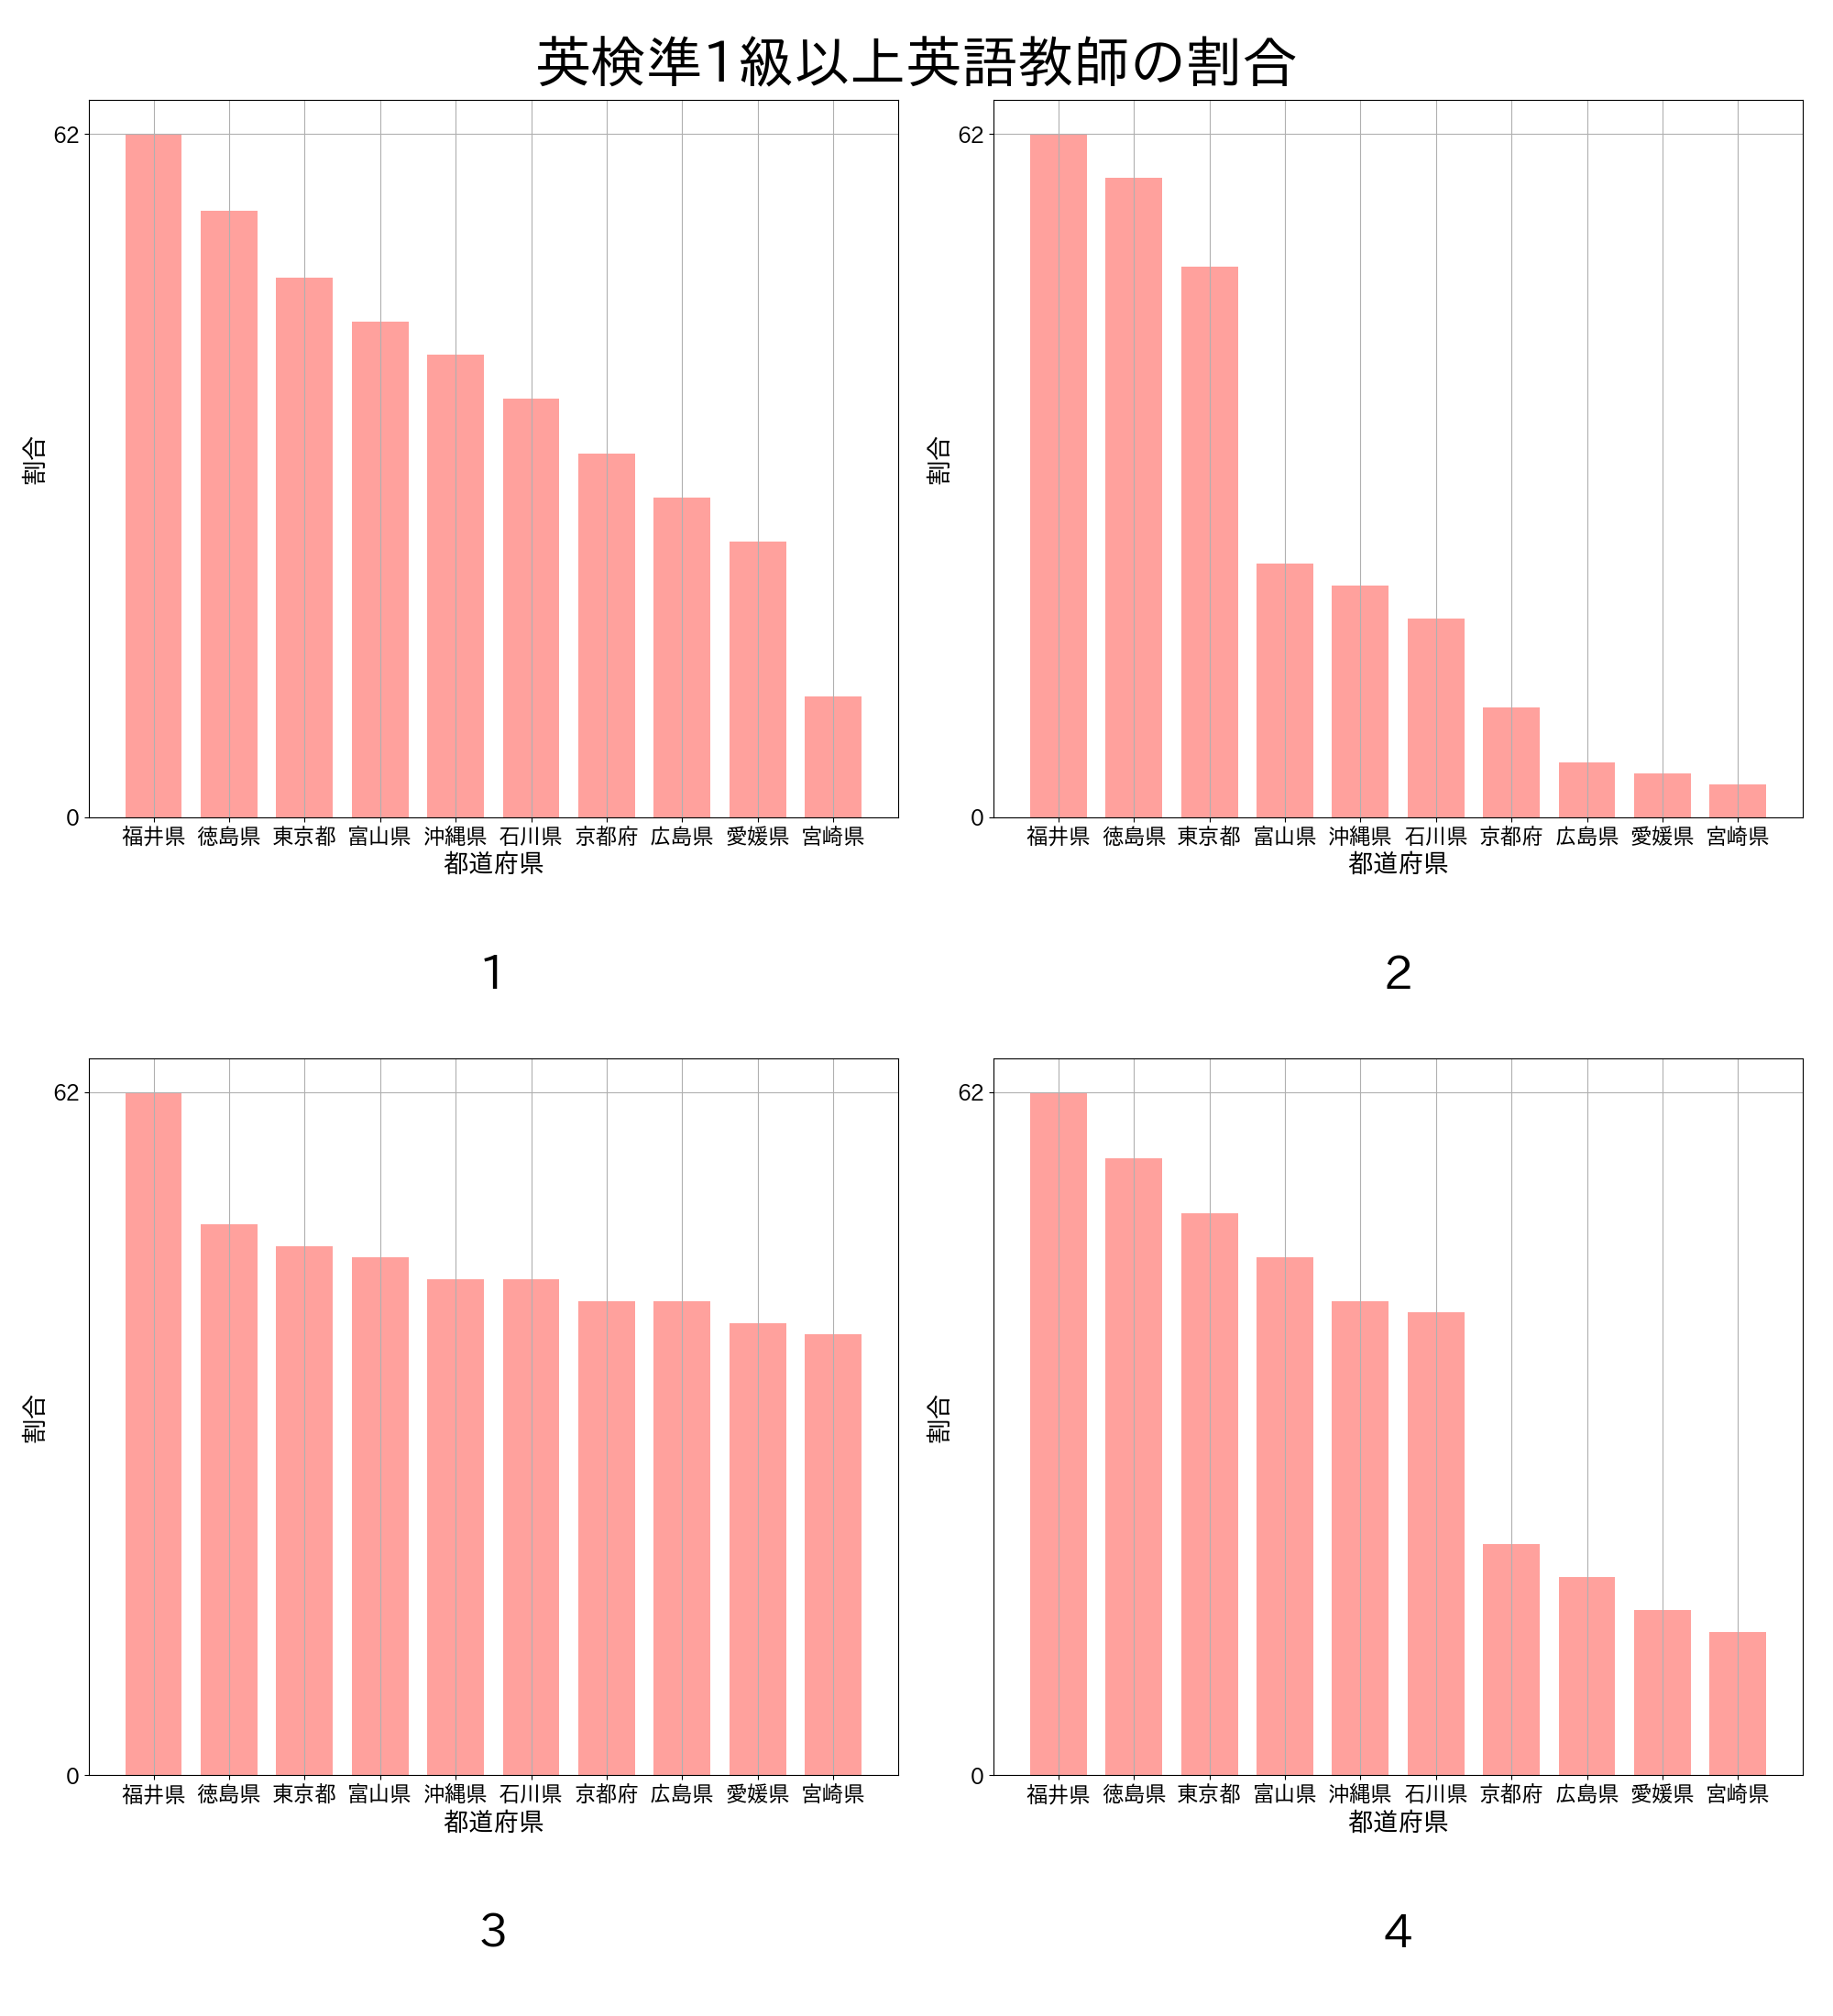 英検準1級以上英語教師の割合
62
0
割合
福井県 徳島県 東京都 富山県 沖縄県 石川県 京都府 広島県 愛媛県 宮崎県
都道府県
1
62
0
割合
福井県 徳島県 東京都 富山県 沖縄県 石川県 京都府 広島県 愛媛県 宮崎県
都道府県
2
62
0
割合
福井県 徳島県 東京都 富山県 沖縄県 石川県 京都府 広島県 愛媛県 宮崎県
都道府県
3
62
0
割合
福井県 徳島県 東京都 富山県 沖縄県 石川県 京都府 広島県 愛媛県 宮崎県
都道府県
4